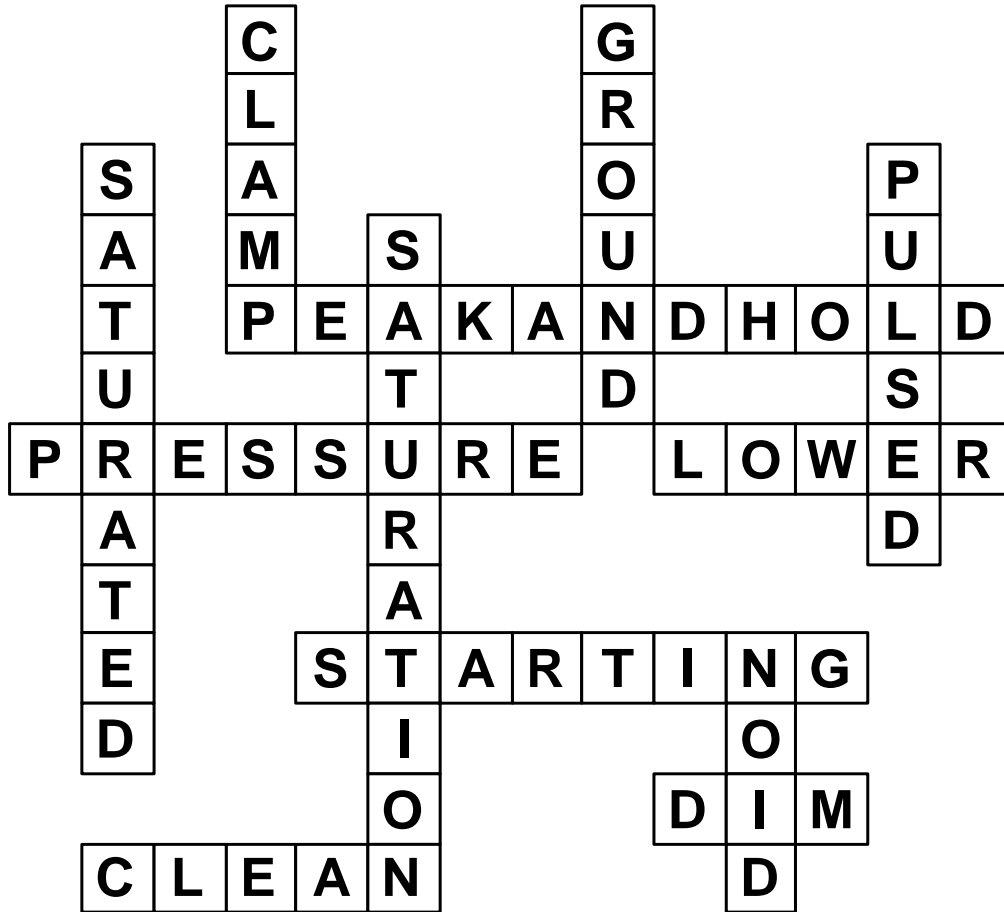 CLAMP
GROUND
SATURATED
PULSED
SATURATION
PEAKANDHOLD
PRESSURE
LOWER
STARTING
NOID
DIM
CLEAN